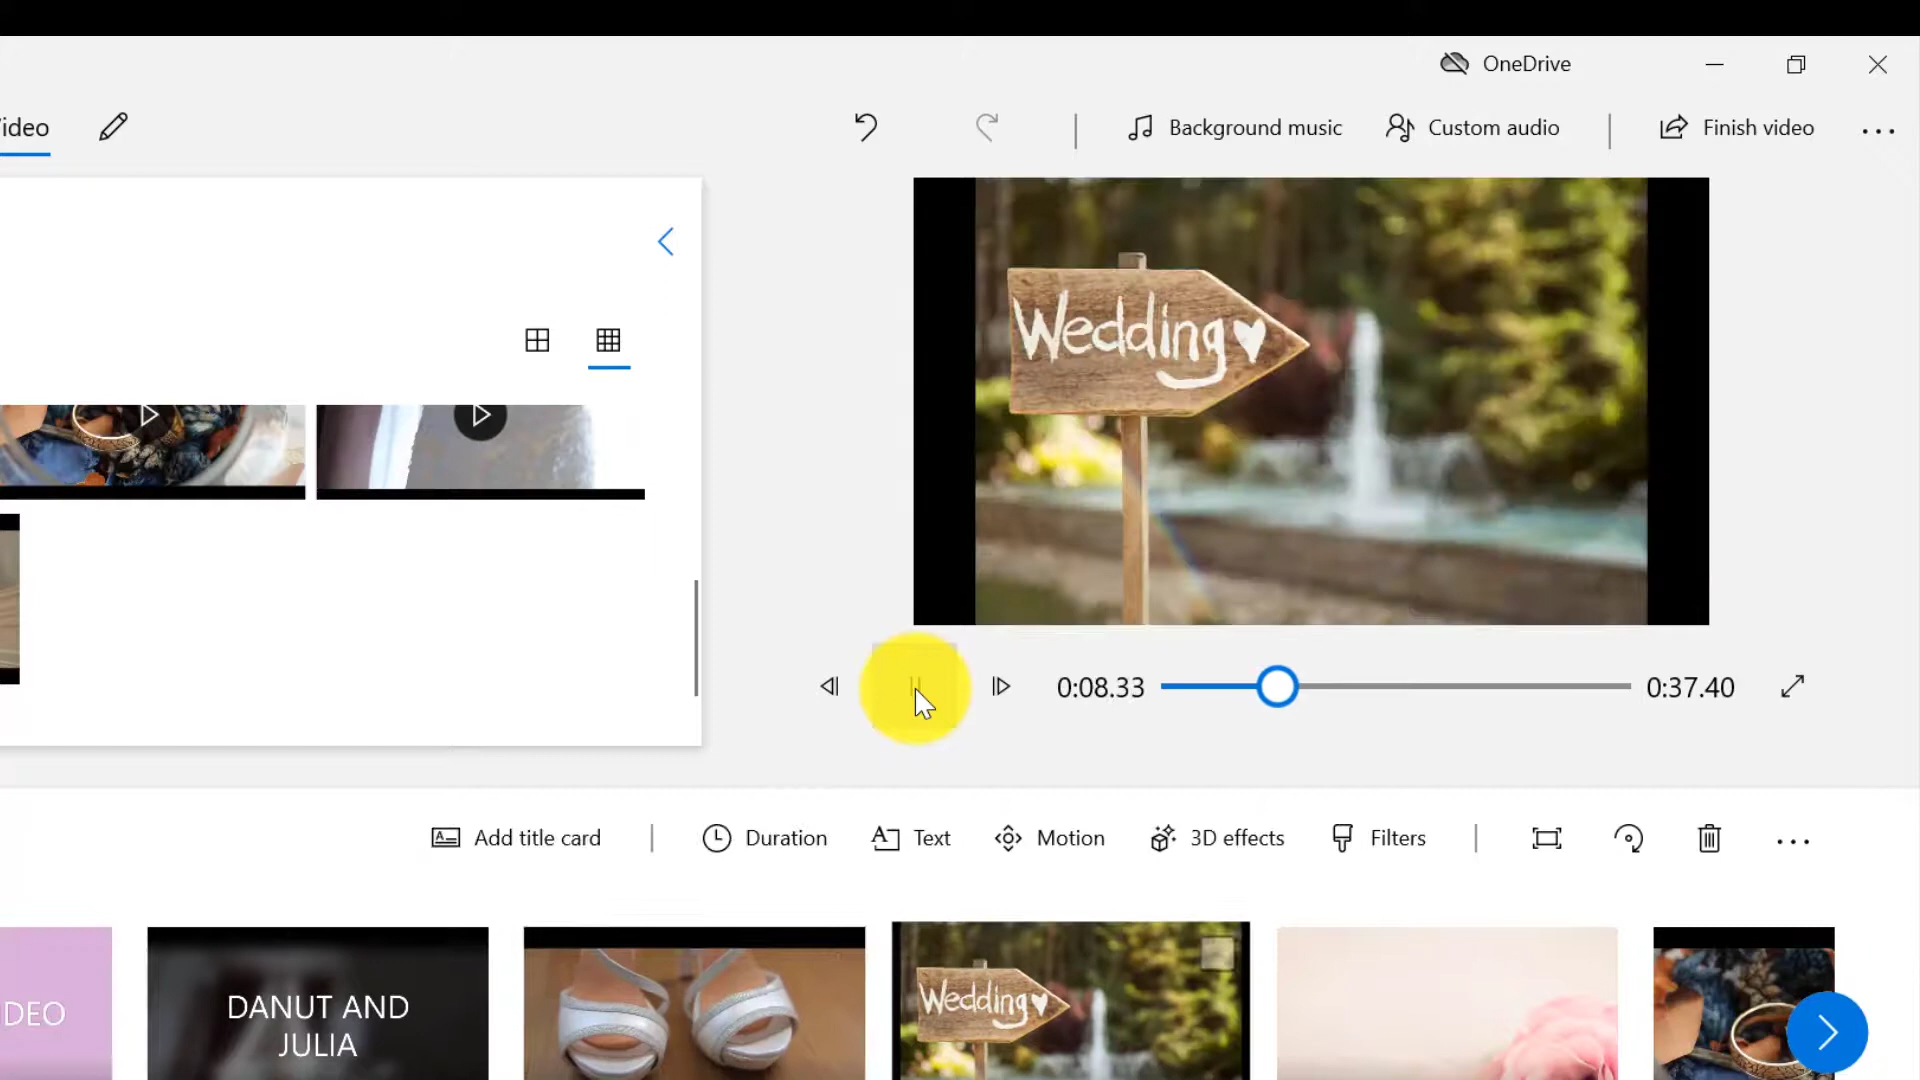 OneDrive
ideo
Background music
Custom audio
Finish video
Wedding
0:08.33
0:37.40
Add title card
Duration
Text
Motion
3D effects
Filters
DEO
DANUT AND
JULIA
Wedding